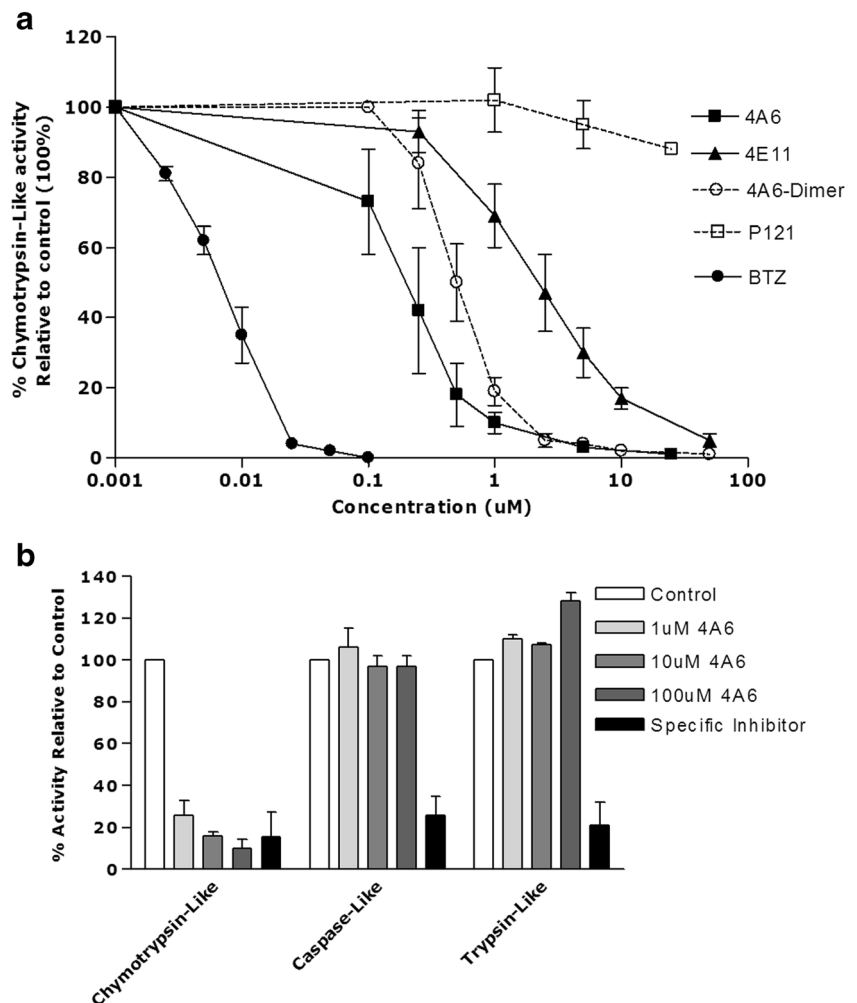 a
% Chymotrypsin-Like activity
Relative to control (100%)
120
100
80
60
40
20
0
0.001
0.01
0.1
1
10
100
Concentration (uM)
4A6
4E11
4A6-Dimer
P121
BTZ
b
% Activity Relative to Control
140
120
100
80
60
40
20
0
Chymotrypsin-Like
Caspase-Like
Trypsin-Like
Control
1uM 4A6
10uM 4A6
100uM 4A6
Specific Inhibitor